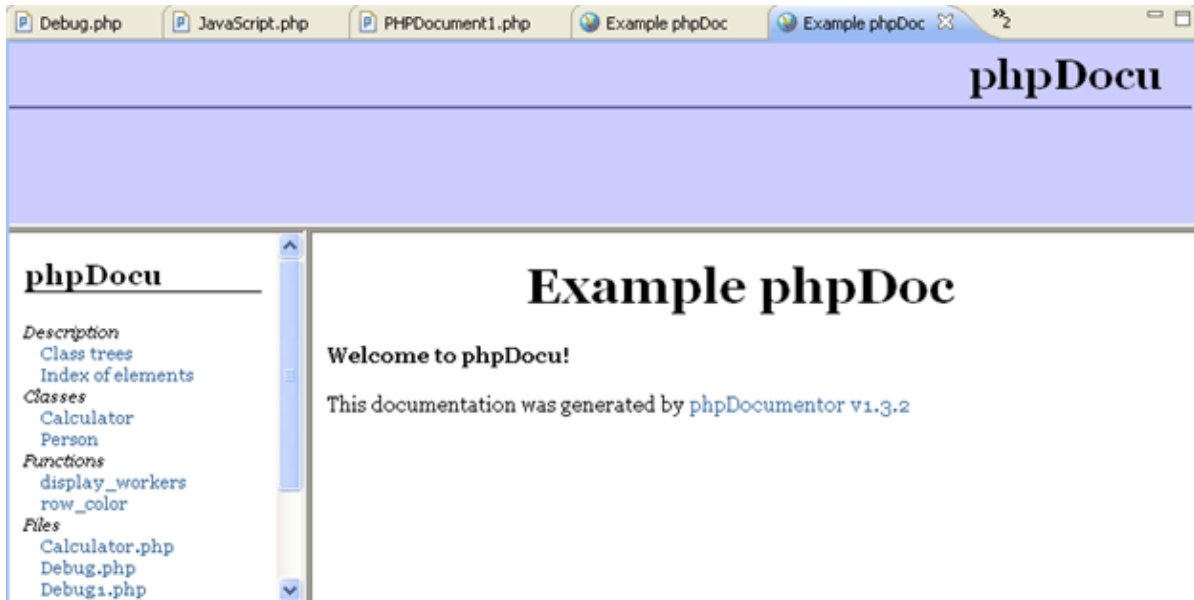 Debug.php JavaScript.php PHPDocument1.php Example phpDoc Example phpDoc »2
phpDocu
phpDocu
Description
Class trees
Index of elements
Classes
Calculator
Person
Functions
display_workers
row_color
Files
Calculator.php
Debug.php
Debug1.php
Example phpDoc
Welcome to phpDocu!
This documentation was generated by phpDocumentor v1.3.2